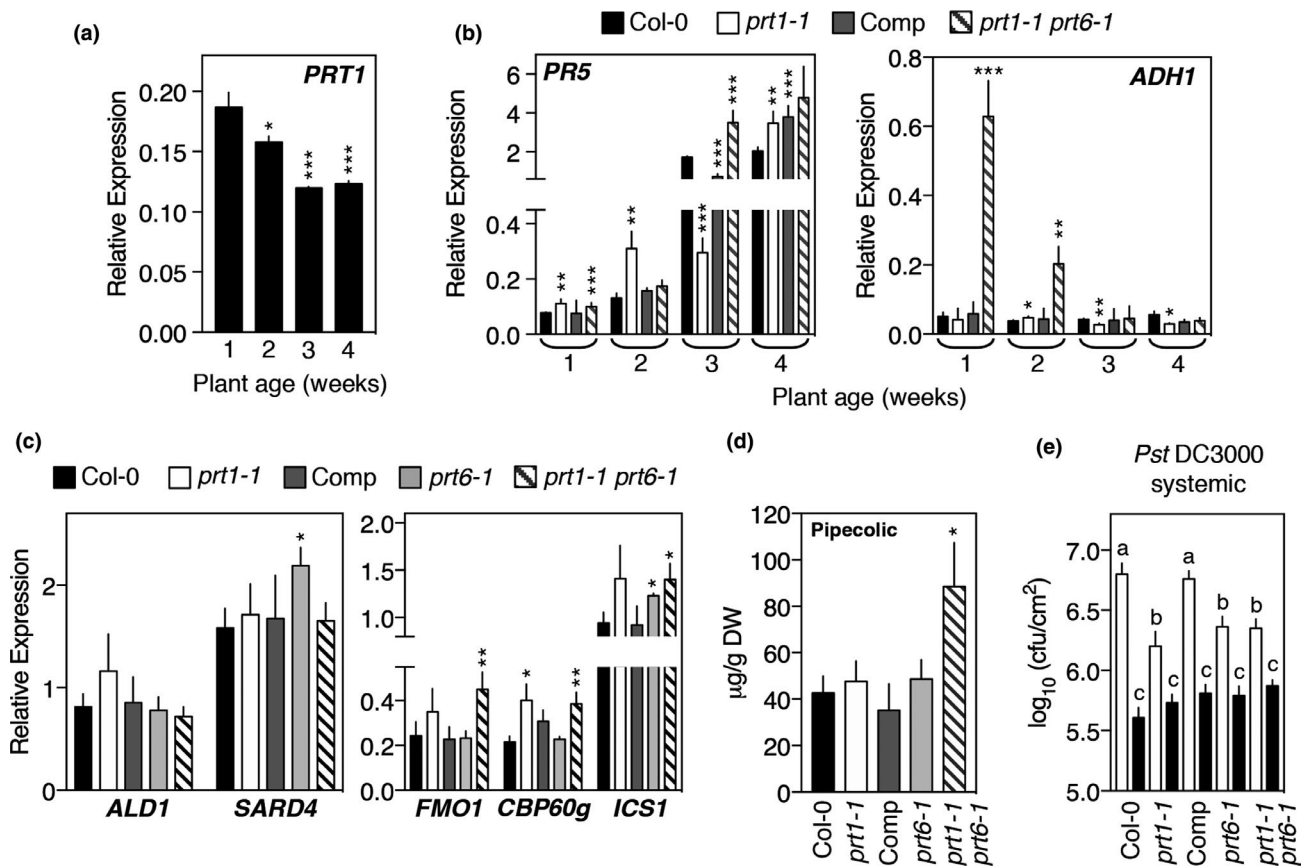 (a)
PRT1
Relative Expression
0.20
0.15
0.10
0.05
0.00
*
***
***
1 2 3 4
Plant age (weeks)
(b)
Col-0 prt1-1 Comp prt1-1 prt6-1
PR5
Relative Expression
6
4
2
0.4
0.2
0.0
** *** ** *** *** *** ** ***
1 2 3 4
ADH1
Relative Expression
0.8
0.6
0.4
0.2
0.0
*** * ** ** *
1 2 3 4
Plant age (weeks)
(c)
Col-0 prt1-1 Comp prt6-1 prt1-1 prt6-1
Relative Expression
2
1
0
*
ALD1 SARD4
2.0
1.5
1.0
0.4
0.2
0.0
** * ** * *
FMO1 CBP60g ICS1
(d)
Pipecolic
µg/g DW
120
100
80
60
40
20
0
*
Col-0
prt1-1
Comp
prt6-1
prt1-1
prt6-1
(e)
Pst DC3000
systemic
log10 (cfu/cm2)
7.0
6.5
6.0
5.5
5.0
a c b c a c b c b c
Col-0
prt1-1
Comp
prt6-1
prt1-1
prt6-1